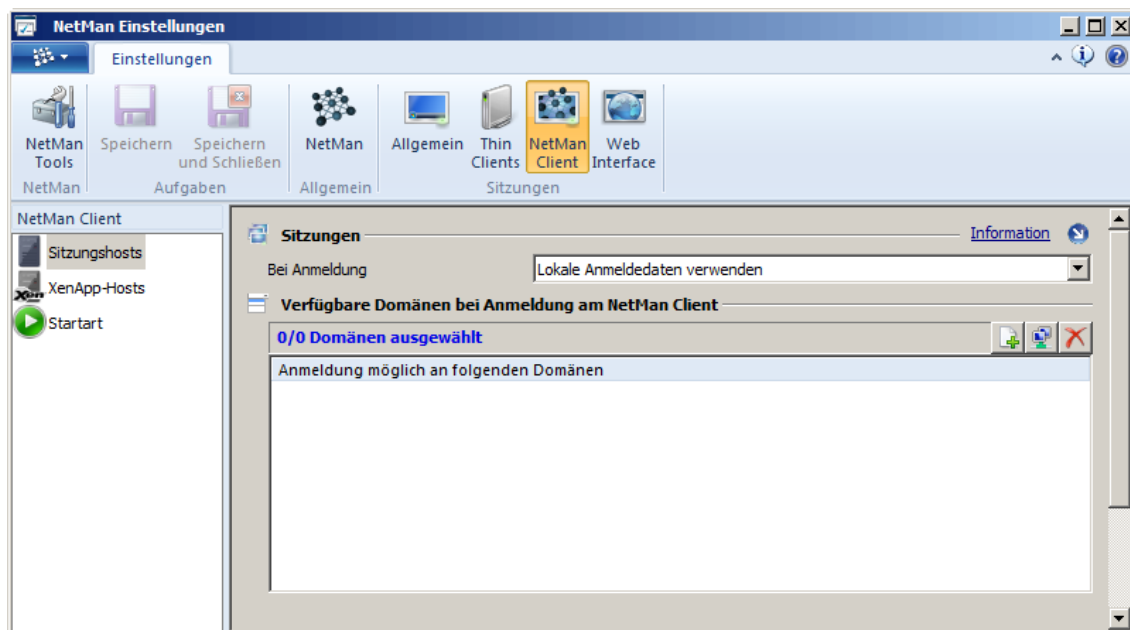 NetMan Einstellungen
Einstellungen
NetMan
Tools
Speichern
Speichern
und Schließen
NetMan
Allgemein
Thin
Clients
NetMan
Client
Web
Interface
NetMan
Aufgaben
Allgemein
Sitzungen
NetMan Client
Sitzungshosts
Xen XenApp-Hosts
Startart
Sitzungen
Information
Bei Anmeldung
Lokale Anmeldedaten verwenden
Verfügbare Domänen bei Anmeldung am NetMan Client
0/0 Domänen ausgewählt
Anmeldung möglich an folgenden Domänen